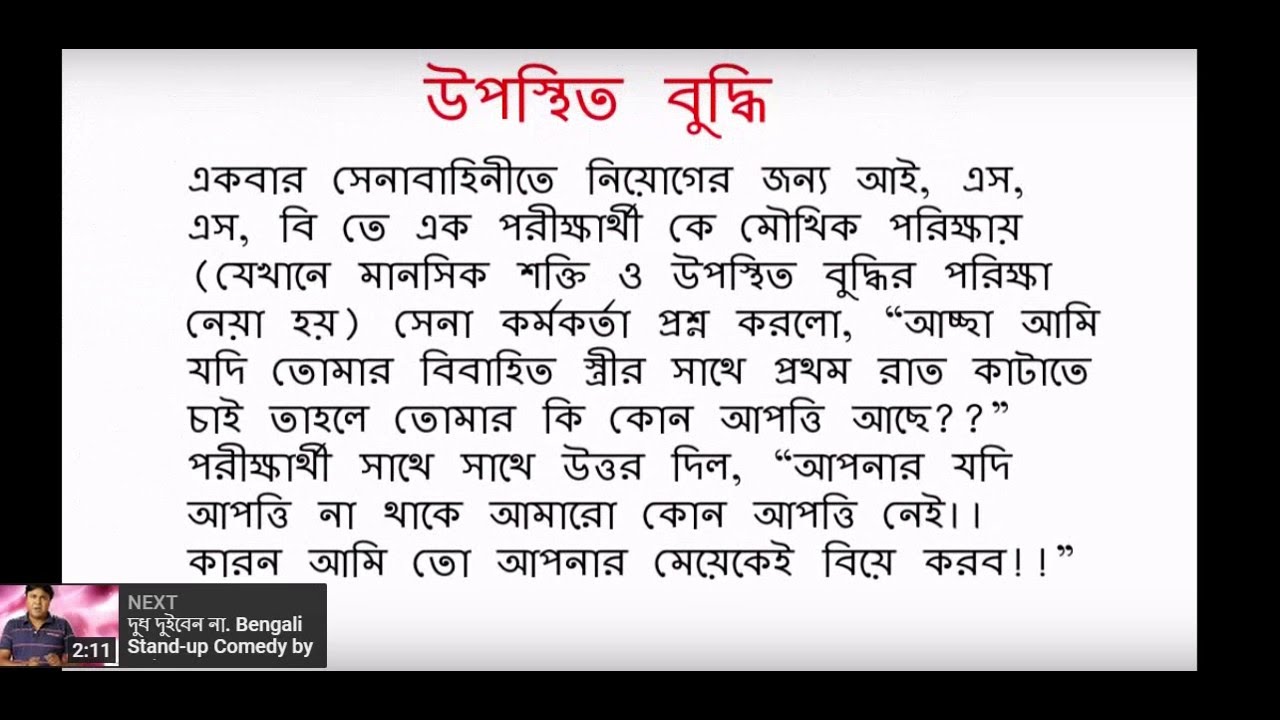 উপস্থিত বুদ্ধি
একবার সেনাবাহিনীতে নিয়োগের জন্য আই, এস,
এস, বি তে এক পরীক্ষার্থী কে মৌখিক পরিক্ষায়
(যেখানে মানসিক শক্তি ও উপস্থিত বুদ্ধির পরিক্ষা
নেয়া হয়) সেনা কর্মকর্তা প্রশ্ন করলো, “আচ্ছা আমি
যদি তোমার বিবাহিত স্ত্রীর সাথে প্রথম রাত কাটাতে
চাই তাহলে তোমার কি কোন আপত্তি আছে??”
পরীক্ষার্থী সাথে সাথে উত্তর দিল, “আপনার যদি
আপত্তি না থাকে আমারো কোন আপত্তি নেই।।
কারন আমি তো আপনার মেয়েকেই বিয়ে করব!!”
NEXT
দুধ দুইবেন না. Bengali
Stand-up Comedy by
2:11